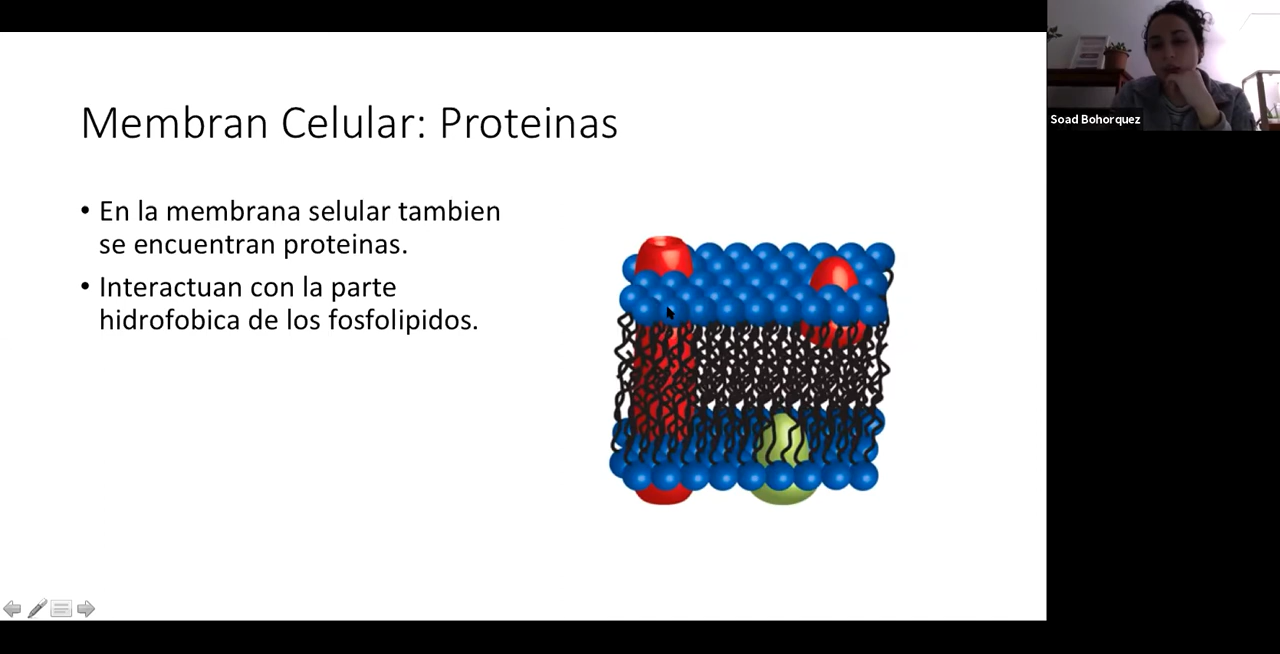 Membran Celular: Proteinas
• En la membrana selular tambien
se encuentran proteinas.
• Interactuan con la parte
hidrofobica de los fosfolipidos.
Soad Bohorquez